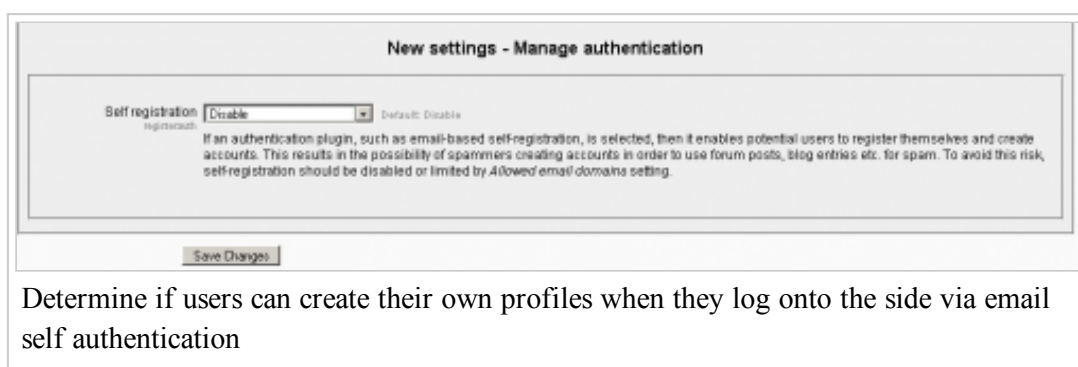 New settings - Manage authentication
Self registration Disable Default: Disable
registerauth
If an authentication plugin, such as email-based self-registration, is selected, then it enables potential users to register themselves and create
accounts. This results in the possibility of spammers creating accounts in order to use forum posts, blog entries etc. for spam. To avoid this risk,
self-registration should be disabled or limited by Allowed email domains setting.
Save Changes
Determine if users can create their own profiles when they log onto the side via email
self authentication